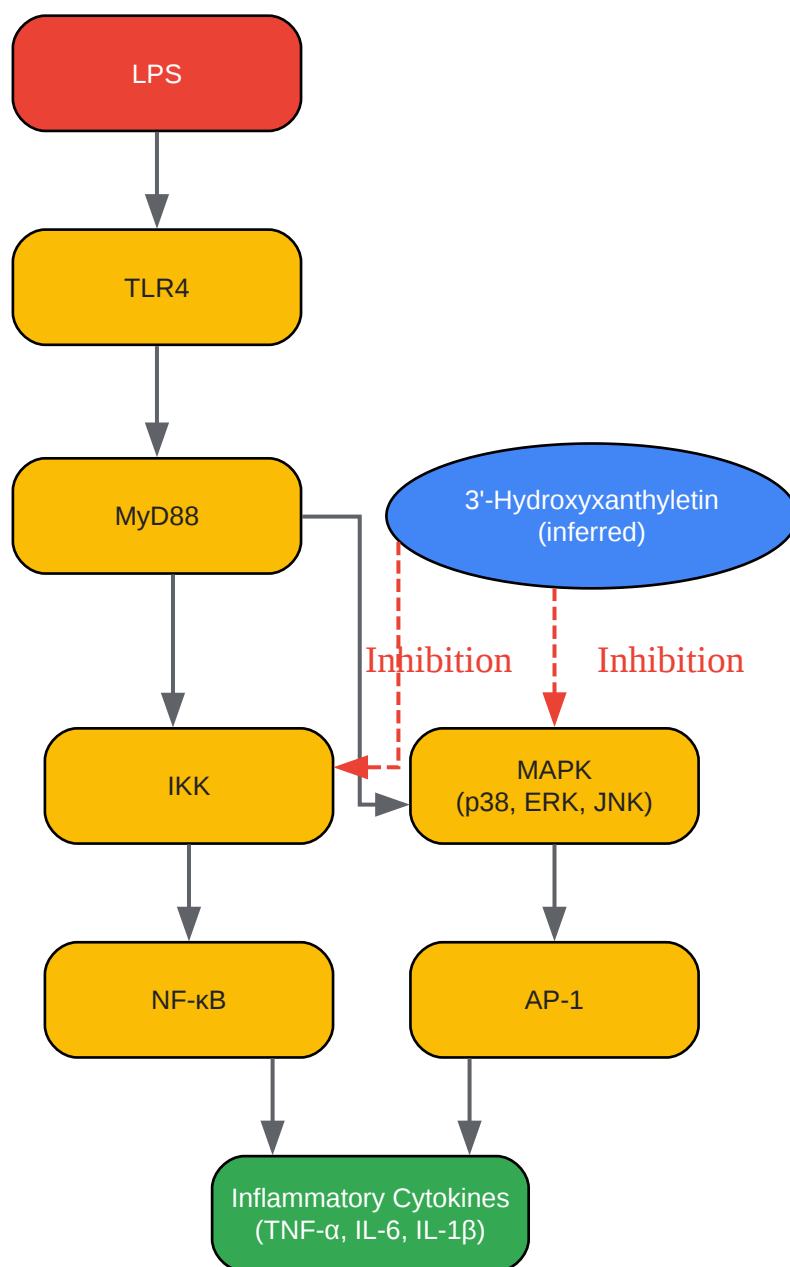 LPS
TLR4
MyD88
3'-Hydroxyxanthyletin
(inferred)
Inhibition
Inhibition
IKK
MAPK
(p38, ERK, JNK)
NF-κB
AP-1
Inflammatory Cytokines
(TNF-α, IL-6, IL-1β)